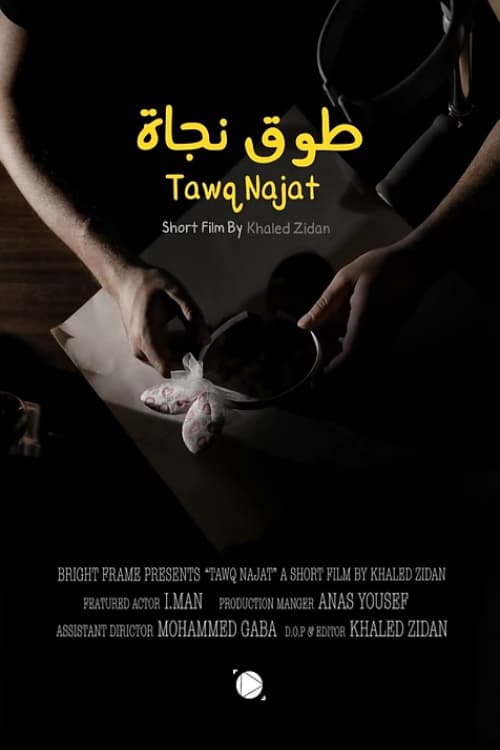 طوق نجاة
Tawq Najat
Short Film By Khaled Zidan
BRIGHT FRAME PRESENTS "TAWQ NAJAT" A SHORT FILM BY KHALED ZIDAN
FEATURED ACTOR I.MAN PRODUCTION MANGER ANAS YOUSEF
ASSISTANT DIRICTOR MOHAMMED GABA D.O.P & EDITOR KHALED ZIDAN